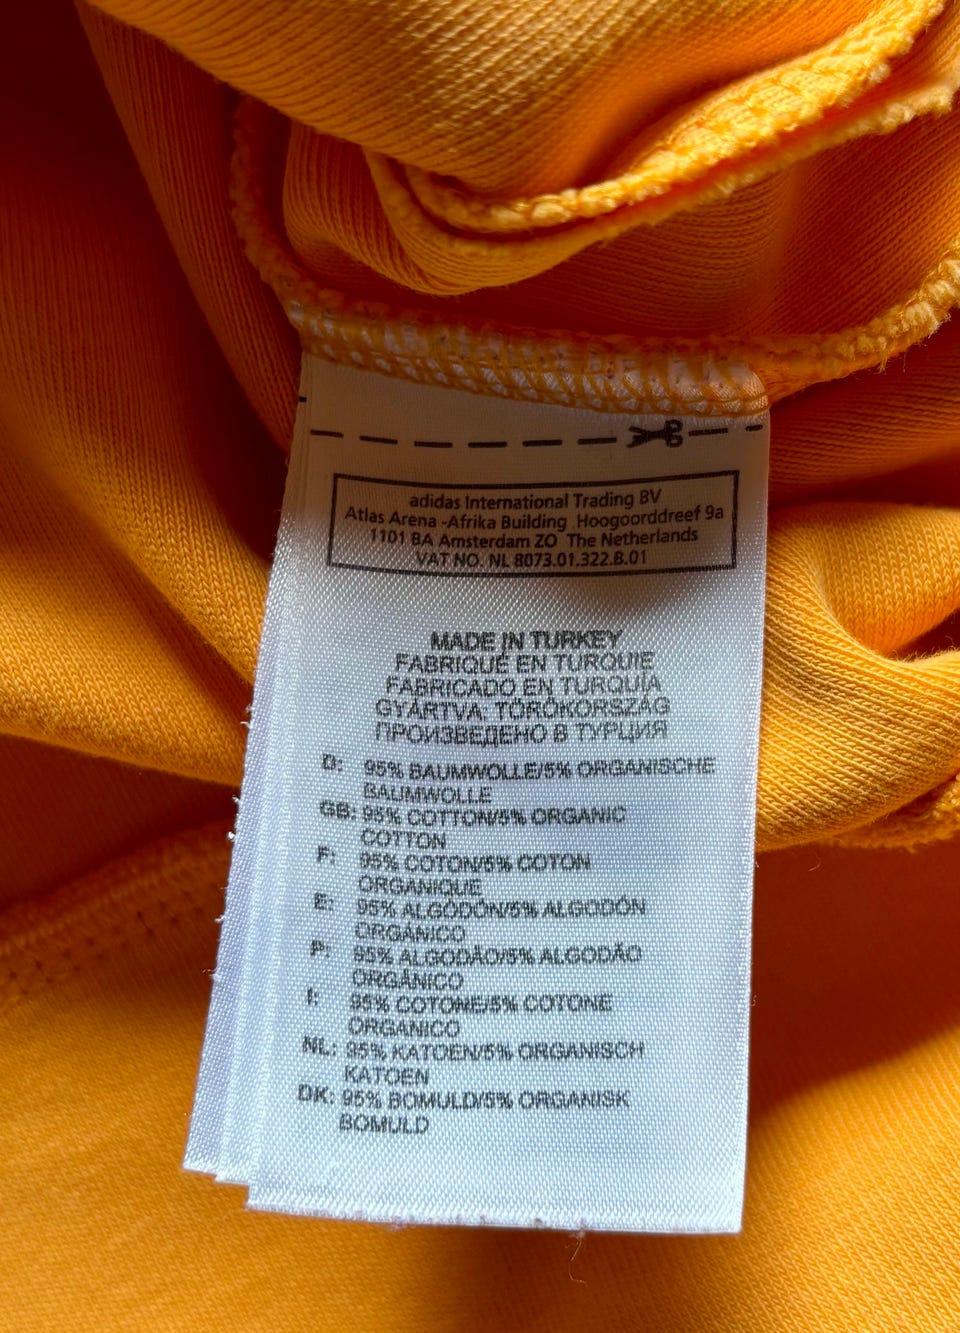 adidas International Trading BV
Atlas Arena -Afrika Building Hoogoorddreef 9a
1101 BA Amsterdam ZO The Netherlands
VAT NO. NL 8073.01.322.B.01
MADE IN TURKEY
FABRIQUÉ EN TURQUIE
FABRICADO EN TURQUÍA
GYÁRTVA: TÖRÖKORSZÁG
ПРОИЗВЕДЕНО В ТУРЦИЯ
D: 95% BAUMWOLLE/5% ORGANISCHE
BAUMWOLLE
GB: 95% COTTON/5% ORGANIC
COTTON
F: 95% COTON/5% COTON
ORGANIQUE
E: 95% ALGODÓN/5% ALGODÓN
ORGÁNICO
P: 95% ALGODÃO/5% ALGODÃO
ORGÂNICO
I: 95% COTONE/5% COTONE
ORGANICO
NL: 95% KATOEN/5% ORGANISCH
KATOEN
DK: 95% BOMULD/5% ORGANISK
BOMULD